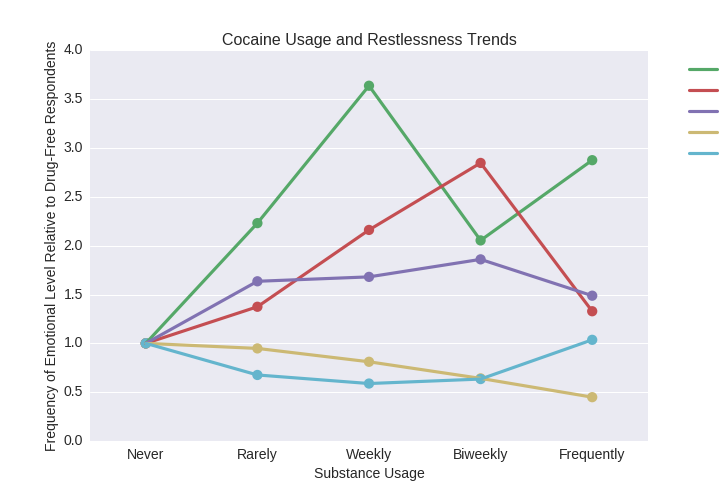 Cocaine Usage and Restlessness Trends
Frequency of Emotional Level Relative to Drug-Free Respondents
4.0
3.5
3.0
2.5
2.0
1.5
1.0
0.5
0.0
Never Rarely Weekly Biweekly Frequently
Substance Usage